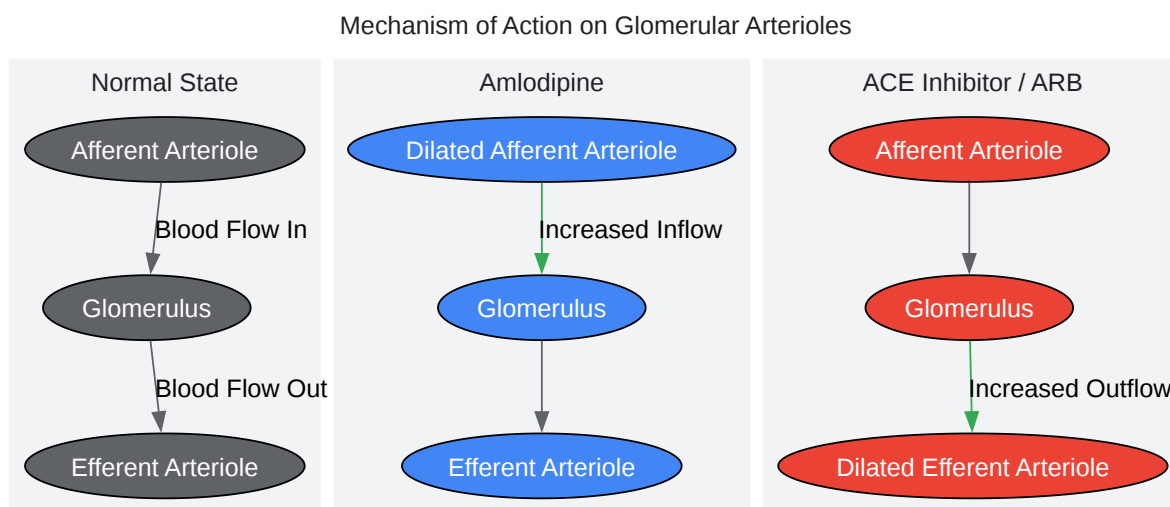 Mechanism of Action on Glomerular Arterioles
Normal State
Afferent Arteriole
Blood Flow In
Glomerulus
Blood Flow Out
Efferent Arteriole
Amlodipine
Dilated Afferent Arteriole
Increased Inflow
Glomerulus
Efferent Arteriole
ACE Inhibitor / ARB
Afferent Arteriole
Glomerulus
Increased Outflow
Dilated Efferent Arteriole